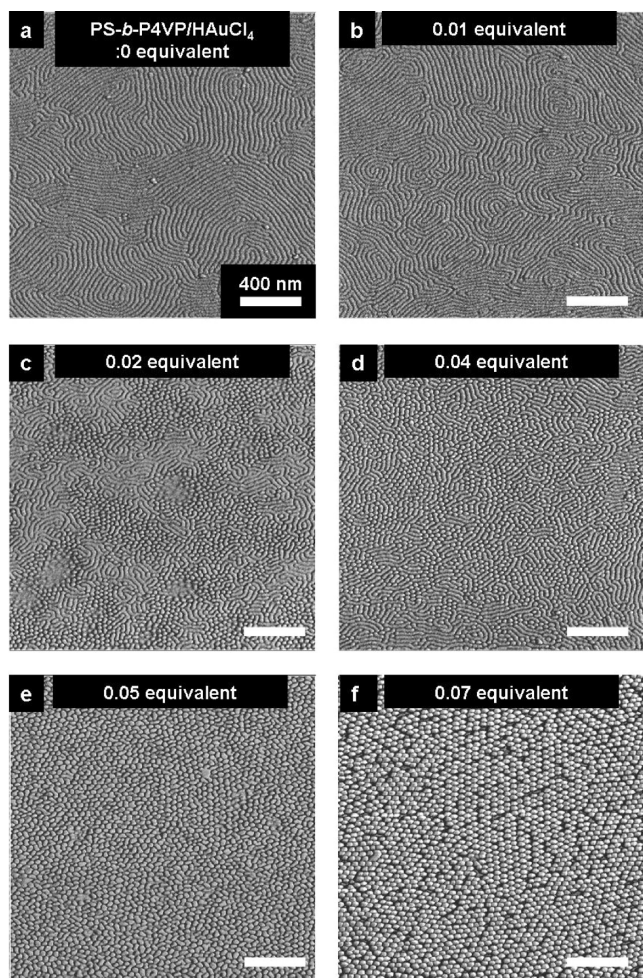 a
PS-b-P4VP/HAuCl₄
:0 equivalent
400 nm
b
0.01 equivalent
c
0.02 equivalent
d
0.04 equivalent
e
0.05 equivalent
f
0.07 equivalent